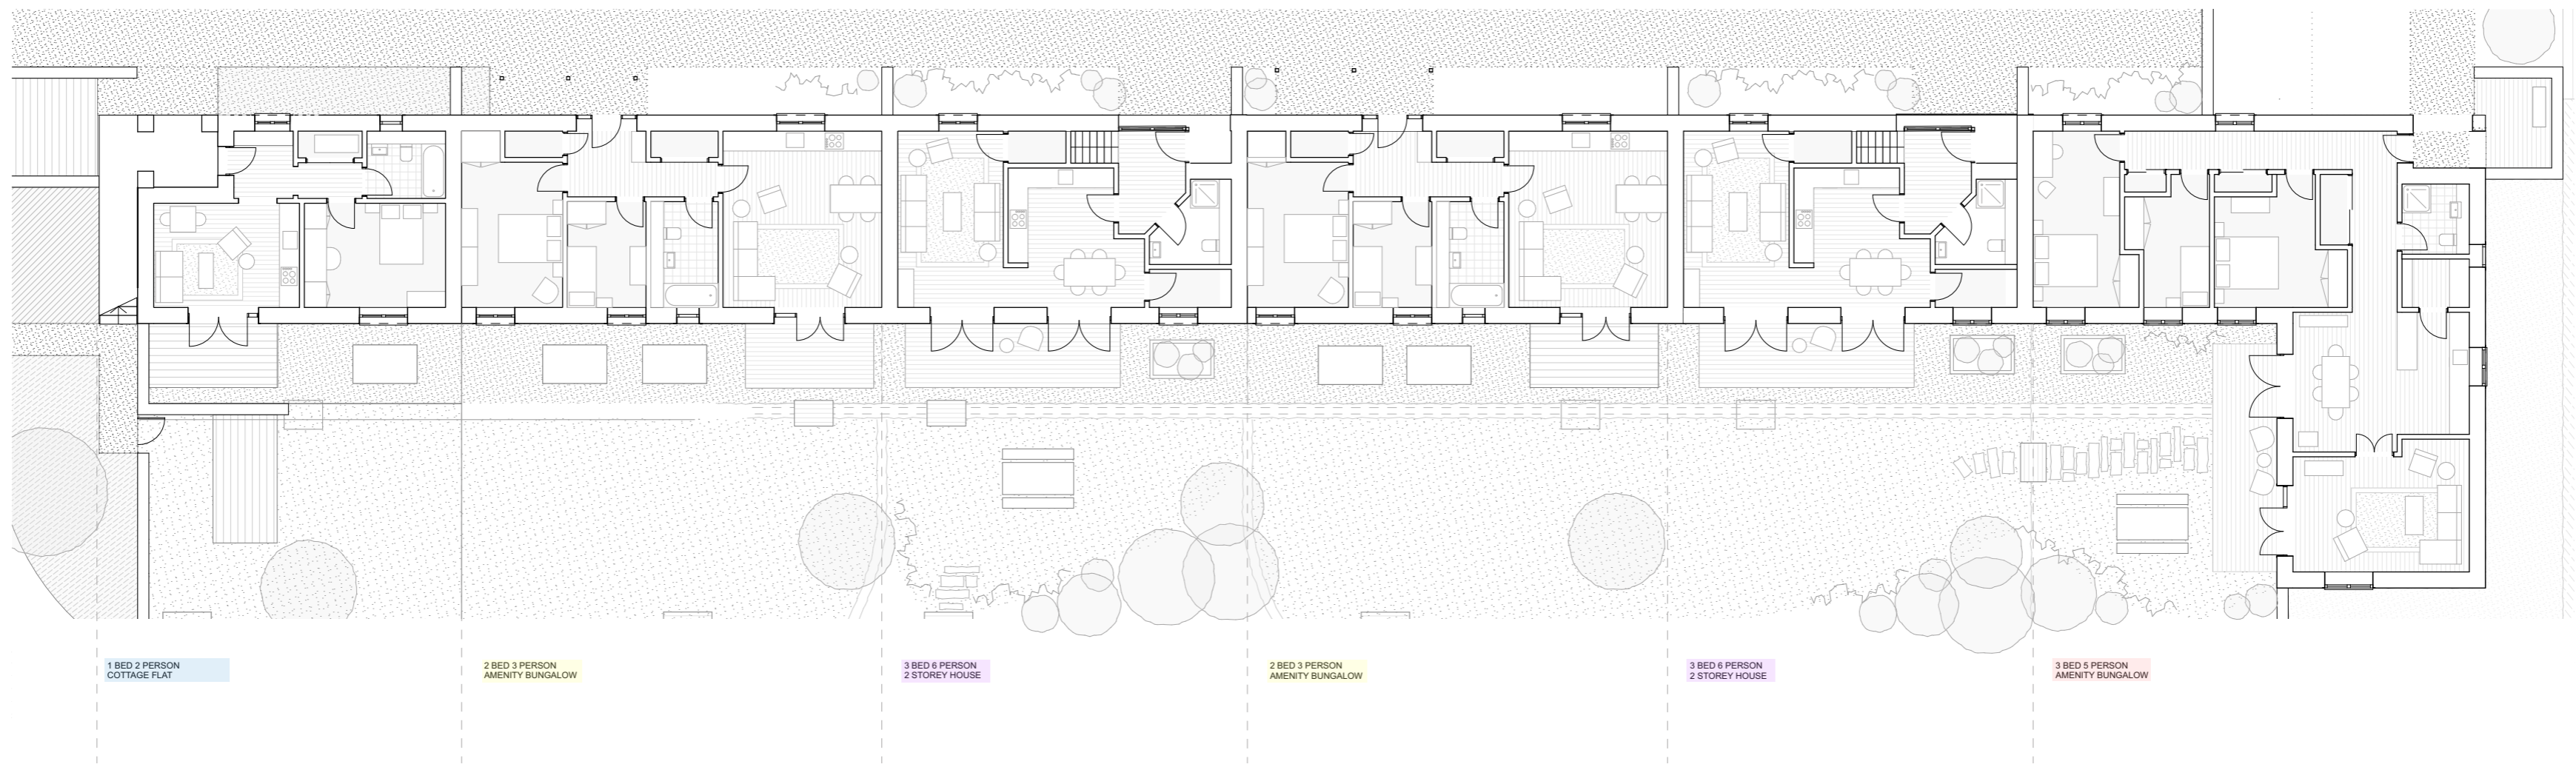 1 BED 2 PERSON
COTTAGE FLAT
2 BED 3 PERSON
AMENITY BUNGALOW
3 BED 6 PERSON
2 STOREY HOUSE
2 BED 3 PERSON
AMENITY BUNGALOW
3 BED 6 PERSON
2 STOREY HOUSE
3 BED 5 PERSON
AMENITY BUNGALOW